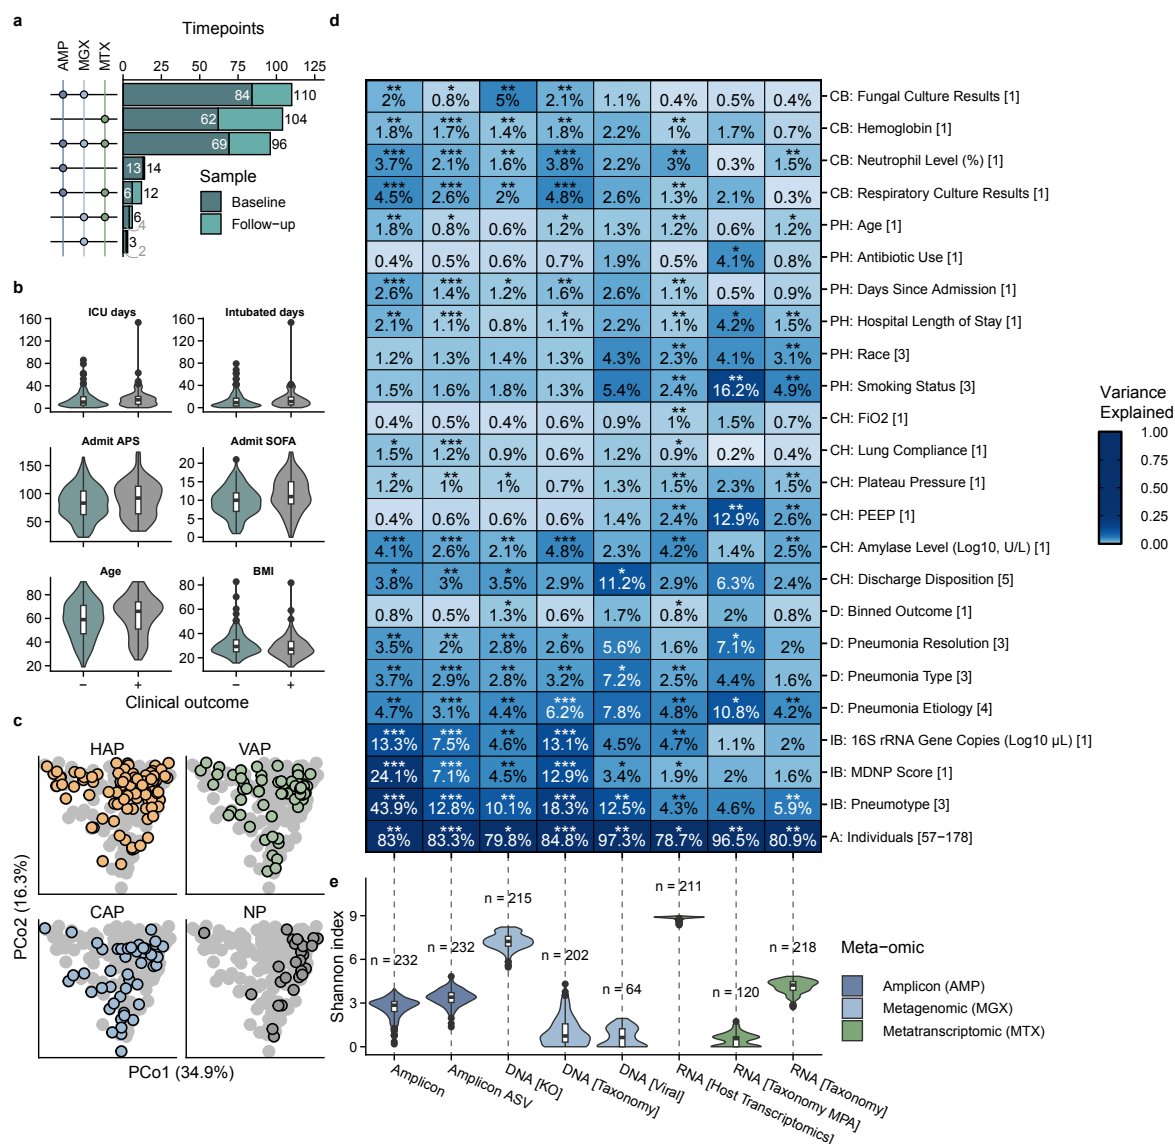 a
Timepoints
AMP
MGX
MTX
0 25 50 75 100 125
84 110
62 104
69 96
13 14
6 12
6
4
3
2
Sample
Baseline
Follow−up
b
ICU days
Intubated days
160
120
80
40
0
160
120
80
40
0
Admit APS
Admit SOFA
150
100
50
20
15
10
5
0
Age
BMI
80
60
40
20
80
60
40
20
− + − +
Clinical outcome
c
HAP
VAP
CAP
NP
PCo2 (16.3%)
PCo1 (34.9%)
d
** * ** **
2% 0.8% 5% 2.1% 1.1% 0.4% 0.5% 0.4% CB: Fungal Culture Results [1]
** *** ** ** **
1.8% 1.7% 1.4% 1.8% 2.2% 1% 1.7% 0.7% CB: Hemoglobin [1]
*** *** ** *** ** **
3.7% 2.1% 1.6% 3.8% 2.2% 3% 0.3% 1.5% CB: Neutrophil Level (%) [1]
*** *** ** *** **
4.5% 2.6% 2% 4.8% 2.6% 1.3% 2.1% 0.3% CB: Respiratory Culture Results [1]
** * * ** *
1.8% 0.8% 0.6% 1.2% 1.3% 1.2% 0.6% 1.2% PH: Age [1]
*
0.4% 0.5% 0.6% 0.7% 1.9% 0.5% 4.1% 0.8% PH: Antibiotic Use [1]
*** *** * ** **
2.6% 1.4% 1.2% 1.6% 2.6% 1.1% 0.5% 0.9% PH: Days Since Admission [1]
** *** * ** * **
2.1% 1.1% 0.8% 1.1% 2.2% 1.1% 4.2% 1.5% PH: Hospital Length of Stay [1]
** **
1.2% 1.3% 1.4% 1.3% 4.3% 2.3% 4.1% 3.1% PH: Race [3]
** ** **
1.5% 1.6% 1.8% 1.3% 5.4% 2.4% 16.2% 4.9% PH: Smoking Status [3]
**
0.4% 0.5% 0.4% 0.6% 0.9% 1% 1.5% 0.7% CH: FiO2 [1]
* *** *
1.5% 1.2% 0.9% 0.6% 1.2% 0.9% 0.2% 0.4% CH: Lung Compliance [1]
* ** * ** **
1.2% 1% 1% 0.7% 1.3% 1.5% 2.3% 1.5% CH: Plateau Pressure [1]
** ** **
0.4% 0.6% 0.6% 0.6% 1.4% 2.4% 12.9% 2.6% CH: PEEP [1]
*** *** ** *** ** **
4.1% 2.6% 2.1% 4.8% 2.3% 4.2% 1.4% 2.5% CH: Amylase Level (Log10, U/L) [1]
* ** * *
3.8% 3% 3.5% 2.9% 11.2% 2.9% 6.3% 2.4% CH: Discharge Disposition [5]
* *
0.8% 0.5% 1.3% 0.6% 1.7% 0.8% 2% 0.8% D: Binned Outcome [1]
** ** ** * *
3.5% 2% 2.8% 2.6% 5.6% 1.6% 7.1% 2% D: Pneumonia Resolution [3]
** *** ** ** * **
3.7% 2.9% 2.8% 3.2% 7.2% 2.5% 4.4% 1.6% D: Pneumonia Type [3]
** *** ** *** ** * **
4.7% 3.1% 4.4% 6.2% 7.8% 4.8% 10.8% 4.2% D: Pneumonia Etiology [4]
*** *** ** *** **
13.3% 7.5% 4.6% 13.1% 4.5% 4.7% 1.1% 2% IB: 16S rRNA Gene Copies (Log10 µL) [1]
*** *** ** *** * *
24.1% 7.1% 4.5% 12.9% 3.4% 1.9% 2% 1.6% IB: MDNP Score [1]
*** *** ** *** ** ** **
43.9% 12.8% 10.1% 18.3% 12.5% 4.3% 4.6% 5.9% IB: Pneumotype [3]
** *** * *** ** * ** **
83% 83.3% 79.8% 84.8% 97.3% 78.7% 96.5% 80.9% A: Individuals [57−178]
Variance
Explained
1.00
0.75
0.50
0.25
0.00
e
Shannon index
9
6
3
0
n = 232
n = 232
n = 215
n = 202
n = 64
n = 211
n = 120
n = 218
Amplicon
Amplicon ASV
DNA [KO]
DNA [Taxonomy]
DNA [Viral]
RNA [Host Transcriptomics]
RNA [Taxonomy MPA]
RNA [Taxonomy]
Meta−omic
Amplicon (AMP)
Metagenomic (MGX)
Metatranscriptomic (MTX)